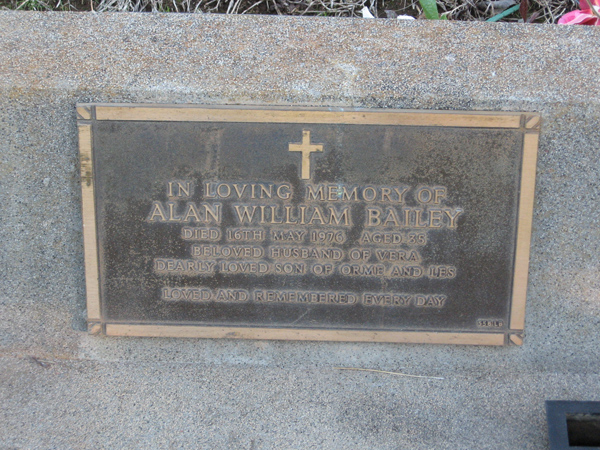 IN LOVING MEMORY OF
ALAN WILLIAM BAILEY
DIED 16TH MAY 1976 AGED 35
BELOVED HUSBAND OF VERA
DEARLY LOVED SON OF ORME AND LES
LOVED AND REMEMBERED EVERY DAY